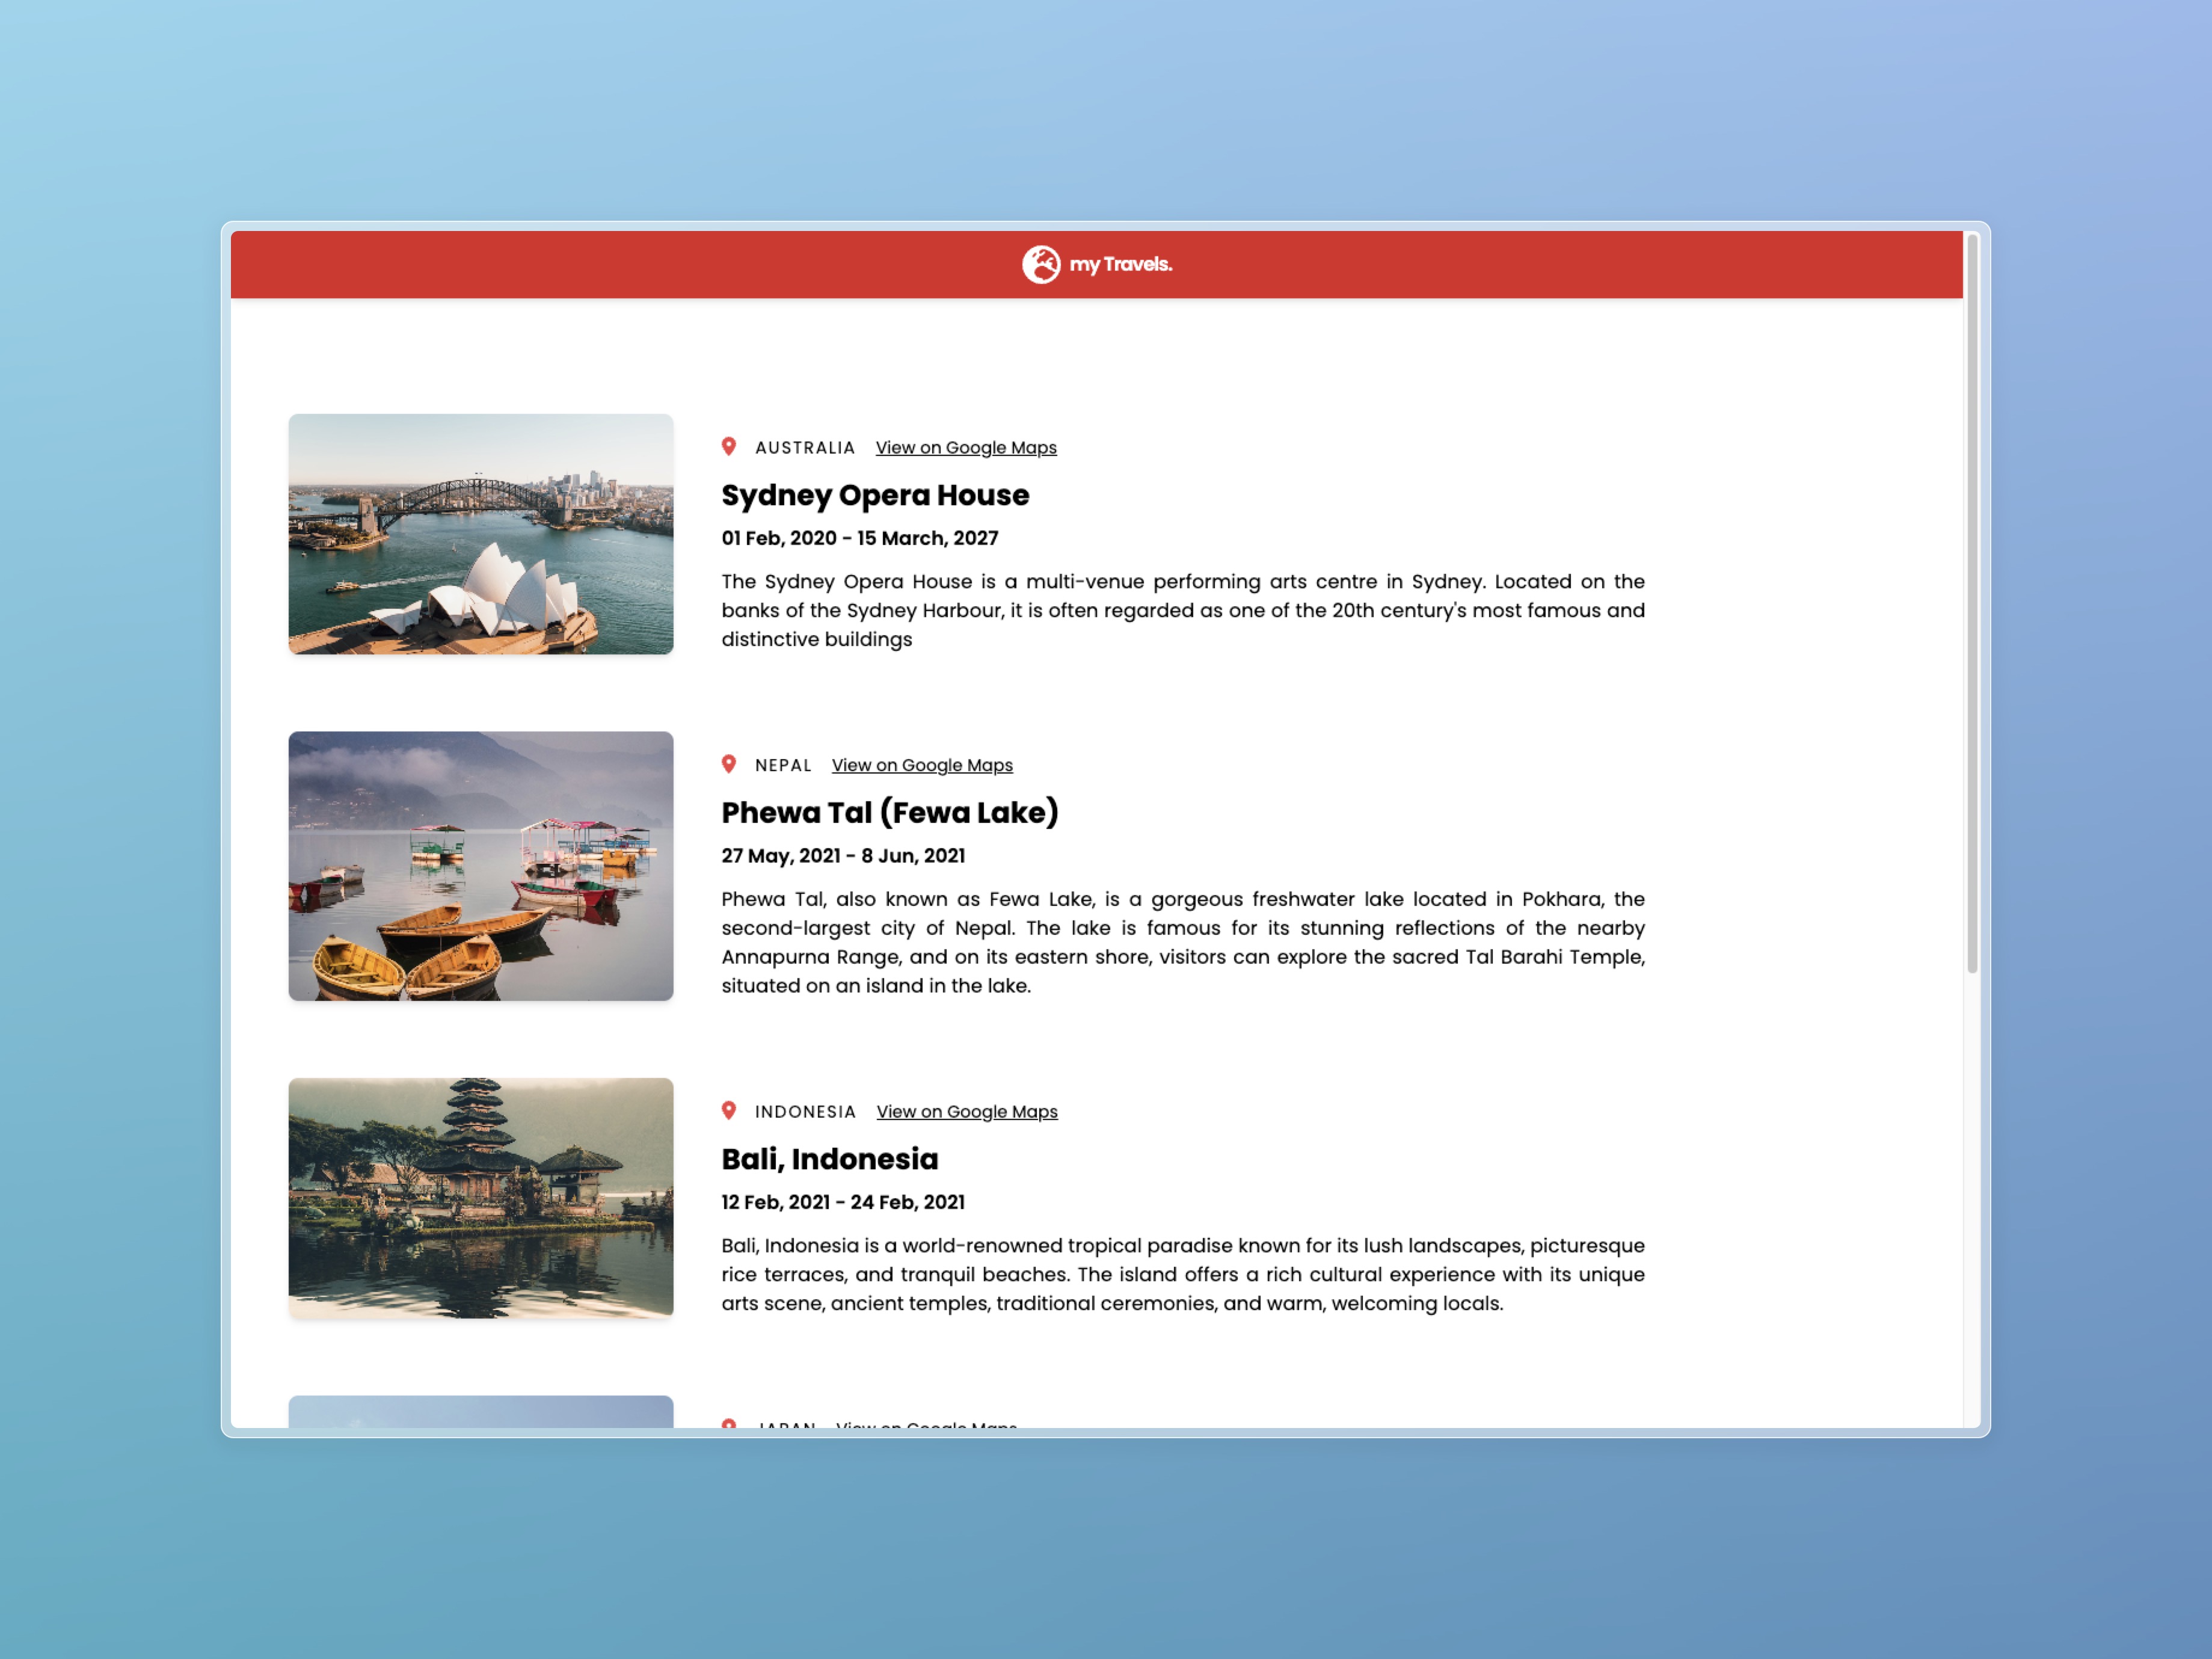 my Travels.
AUSTRALIA View on Google Maps
Sydney Opera House
01 Feb, 2020 - 15 March, 2027
The Sydney Opera House is a multi-venue performing arts centre in Sydney. Located on the
banks of the Sydney Harbour, it is often regarded as one of the 20th century's most famous and
distinctive buildings
NEPAL View on Google Maps
Phewa Tal (Fewa Lake)
27 May, 2021 - 8 Jun, 2021
Phewa Tal, also known as Fewa Lake, is a gorgeous freshwater lake located in Pokhara, the
second-largest city of Nepal. The lake is famous for its stunning reflections of the nearby
Annapurna Range, and on its eastern shore, visitors can explore the sacred Tal Barahi Temple,
situated on an island in the lake.
INDONESIA View on Google Maps
Bali, Indonesia
12 Feb, 2021 - 24 Feb, 2021
Bali, Indonesia is a world-renowned tropical paradise known for its lush landscapes, picturesque
rice terraces, and tranquil beaches. The island offers a rich cultural experience with its unique
arts scene, ancient temples, traditional ceremonies, and warm, welcoming locals.
JAPAN View on Google Maps